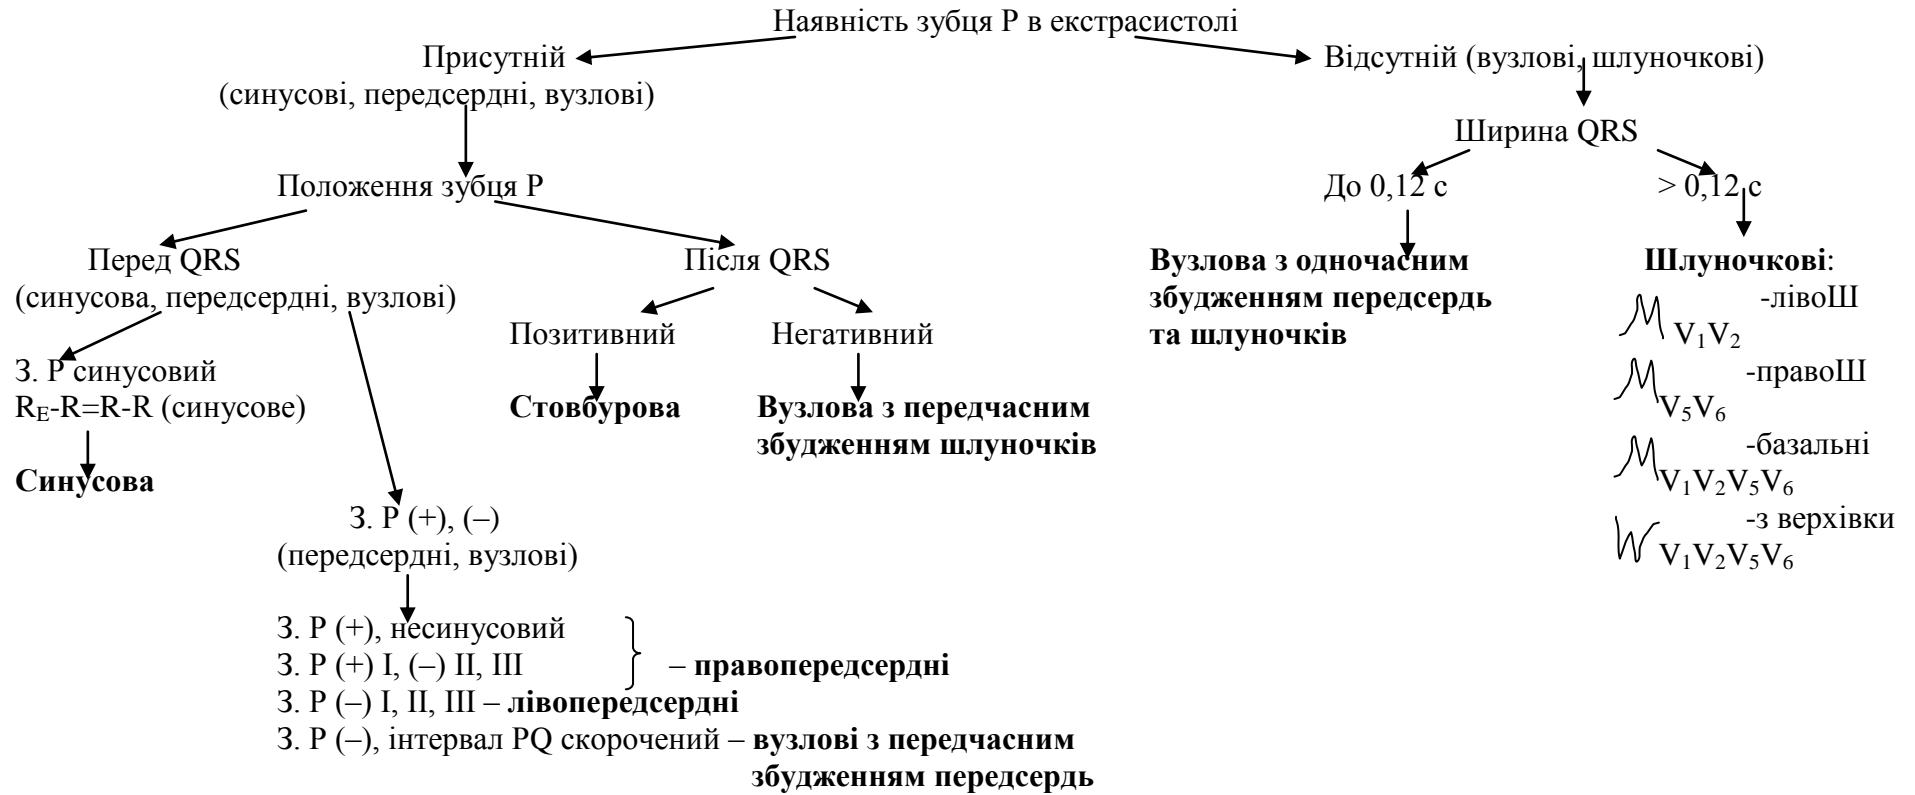 Наявність зубця Р в екстрасистолі
Присутній
(синусові, передсердні, вузлові)
Відсутній (вузлові, шлуночкові)
Положення зубця Р
Ширина QRS
До 0,12 с
> 0,12 с
Перед QRS
(синусова, передсердні, вузлові)
Після QRS
Позитивний
Негативний
Стовбурова
Вузлова з передчасним
збудженням шлуночків
З. Р синусовий
RE-R=R-R (синусове)
Синусова
З. Р (+), (–)
(передсердні, вузлові)
З. Р (+), несинусовий
З. Р (+) I, (–) II, III
– правопередсердні
З. Р (–) I, II, III – лівопередсердні
З. Р (–), інтервал PQ скорочений – вузлові з передчасним
збудженням передсердь
Вузлова з одночасним
збудженням передсердь
та шлуночків
Шлуночкові:
-лівоШ
V1V2
-правоШ
V5V6
-базальні
V1V2V5V6
-з верхівки
V1V2V5V6